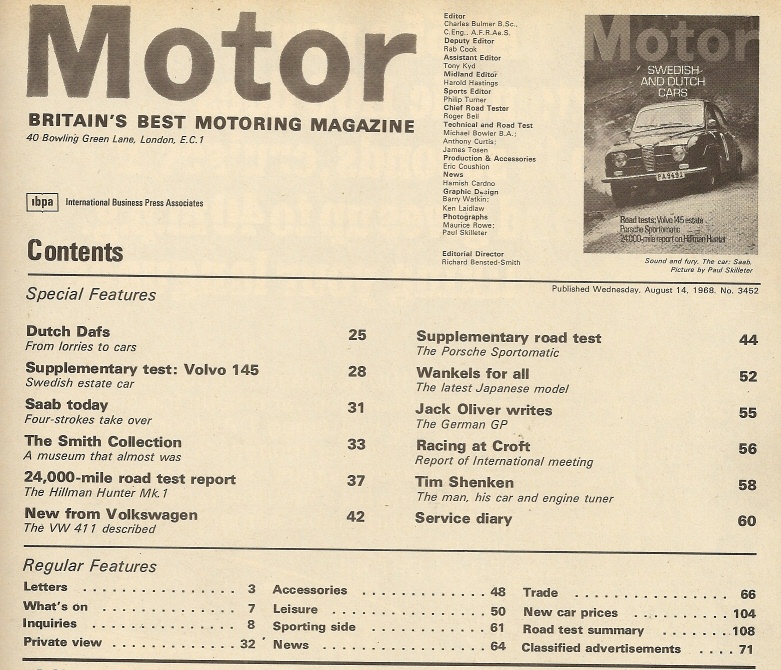 Motor
BRITAIN'S BEST MOTORING MAGAZINE
40 Bowling Green Lane, London, E.C.1
ibpa International Business Press Associates
Editor
Charles Bulmer B.Sc.,
C.Eng., A.F.R.Ae.S.
Deputy Editor
Rab Cook
Assistant Editor
Tony Kyd
Midland Editor
Harold Hastings
Sports Editor
Philip Turner
Chief Road Tester
Roger Bell
Technical and Road Test
Michael Bowler B.A.;
Anthony Curtis;
James Tosen
Production & Accessories
Eric Coushion
News
Hamish Cardno
Graphic Design
Barry Watkin;
Ken Laidlaw
Photographs
Maurice Rowe;
Paul Skilleter
Editorial Director
Richard Bensted-Smith
Motor
SWEDISH
AND DUTCH
CARS
Road tests: Volvo 145 estate
Porsche Sportomatic
24,000-mile report on Hillman Hunter
Sound and fury. The car: Saab.
Picture by Paul Skilleter
Contents
Published Wednesday, August 14, 1968. No. 3452
Special Features
Dutch Dafs 25
From lorries to cars
Supplementary test: Volvo 145 28
Swedish estate car
Saab today 31
Four-strokes take over
The Smith Collection 33
A museum that almost was
24,000-mile road test report 37
The Hillman Hunter Mk.1
New from Volkswagen 42
The VW 411 described
Supplementary road test 44
The Porsche Sportomatic
Wankels for all 52
The latest Japanese model
Jack Oliver writes 55
The German GP
Racing at Croft 56
Report of International meeting
Tim Shenken 58
The man, his car and engine tuner
Service diary 60
Regular Features
Letters . . . . . . . . . . . . . . 3
What's on . . . . . . . . . . . . 7
Inquiries . . . . . . . . . . . . . 8
Private view . . . . . . . . . . . 32
Accessories . . . . . . . . . . . . 48
Leisure . . . . . . . . . . . . . . 50
Sporting side . . . . . . . . . . . 61
News . . . . . . . . . . . . . . . 64
Trade . . . . . . . . . . . . . . . 66
New car prices . . . . . . . . . . 104
Road test summary . . . . . . . 108
Classified advertisements . . . . 71